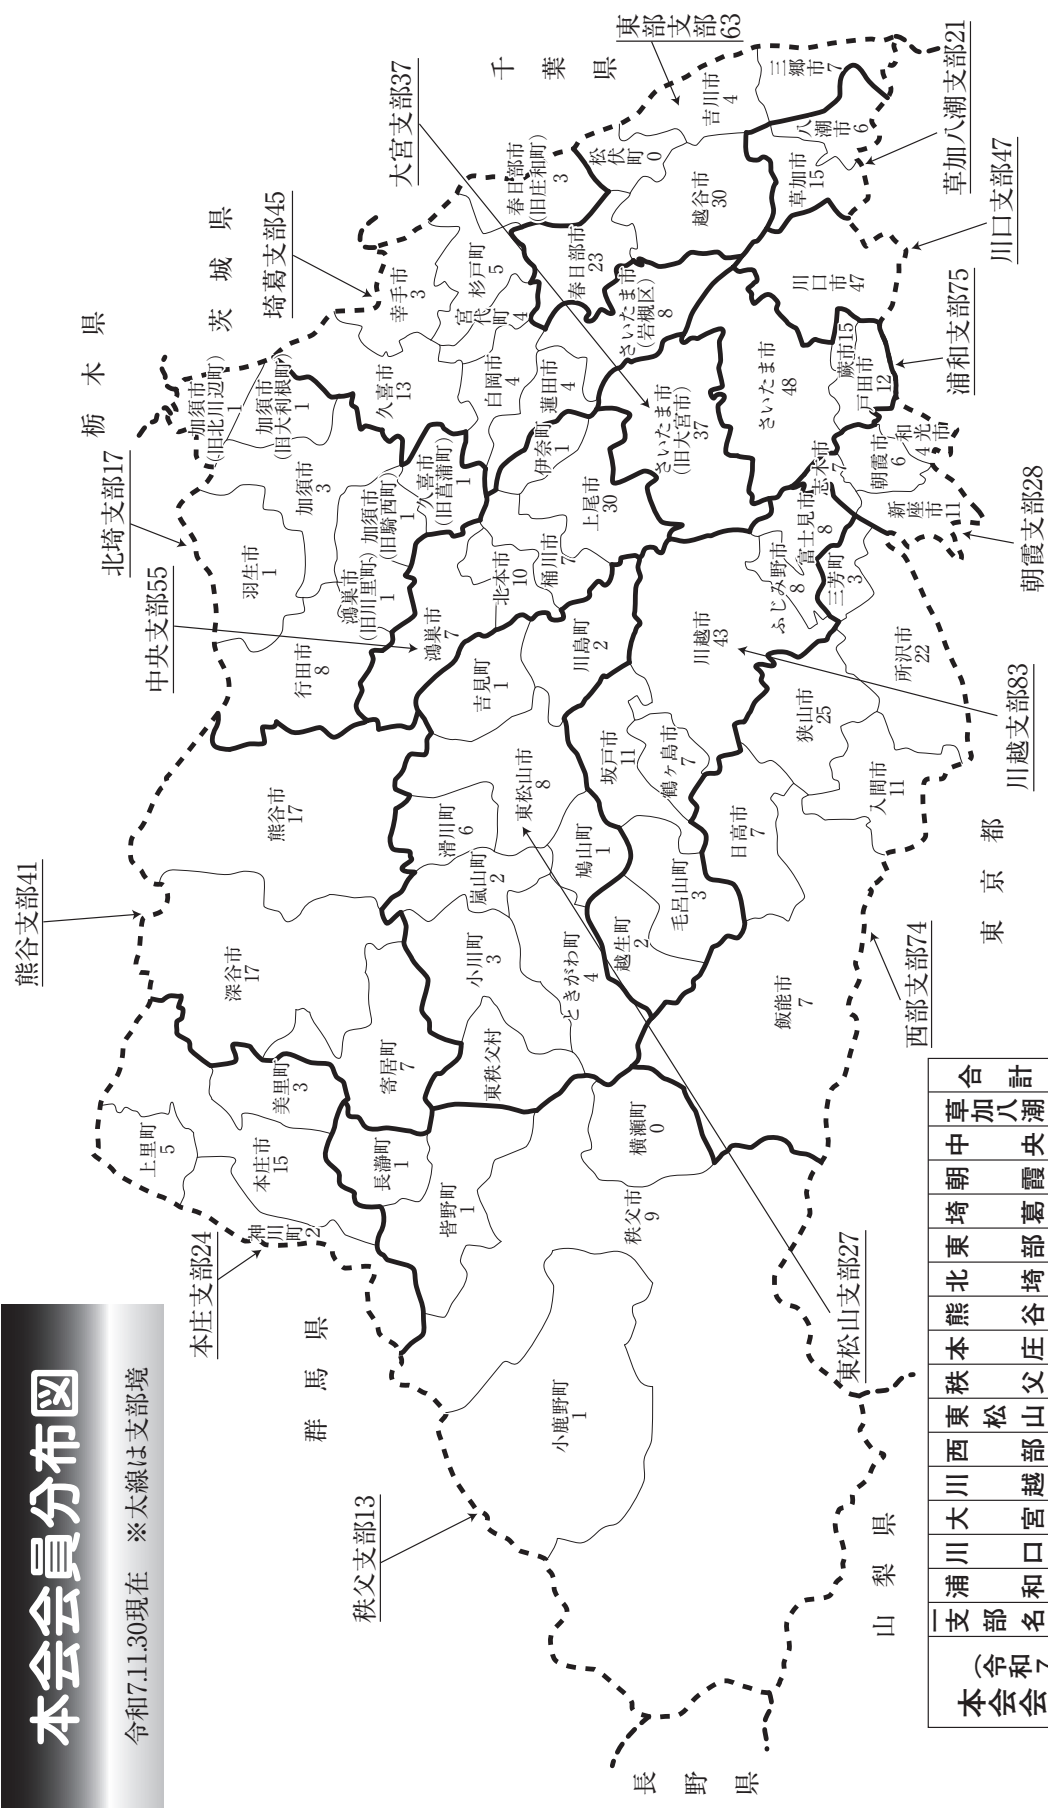 本会会員分布図
令和7.11.30現在　※太線は支部境
長野県
山梨県
群馬県
栃木県
茨城県
千葉県
東京都
秩父支部13
小鹿野町
1
秩父市
9
皆野町
1
長瀞町
1
横瀬町
0
本庄支部24
上里町
5
本庄市
15
神川町
2
美里町
3
熊谷支部41
深谷市
17
熊谷市
17
寄居町
7
東松山支部27
東秩父村
小川町
3
ときがわ町
4
嵐山町
2
滑川町
6
東松山市
8
鳩山町
1
吉見町
1
川島町
2
西部支部74
飯能市
7
日高市
7
狭山市
25
入間市
11
所沢市
22
三芳町
3
川越支部83
越生町
2
毛呂山町
3
坂戸市
11
鶴ヶ島市
7
川越市
43
ふじみ野市
8
富士見市
8
北埼支部17
行田市
8
羽生市
1
加須市
3
鴻巣市
(旧川里町)
1
加須市
(旧騎西町)
1
加須市
(旧北川辺町)
1
加須市
(旧大利根町)
1
久喜市
(旧菖蒲町)
1
中央支部55
鴻巣市
7
北本市
10
桶川市
7
上尾市
30
伊奈町
1
埼葛支部45
久喜市
13
幸手市
3
杉戸町
5
宮代町
4
白岡市
4
蓮田市
4
さいたま市
(岩槻区)
8
春日部市
(旧庄和町)
3
大宮支部37
さいたま市
(旧大宮市)
37
東部支部63
春日部市
23
松伏町
0
越谷市
30
吉川市
4
三郷市
7
草加八潮支部21
草加市
15
八潮市
6
川口支部47
川口市
47
浦和支部75
さいたま市
48
蕨市15
戸田市
12
朝霞支部28
志木市
7
朝霞市
6
和光市
4
新座市
11
支部名
浦和
川口
大宮
川越
西部
東松山
秩父
本庄
熊谷
北埼
東部
埼葛
朝霞
中央
草加八潮
合計
本会会
(令和7